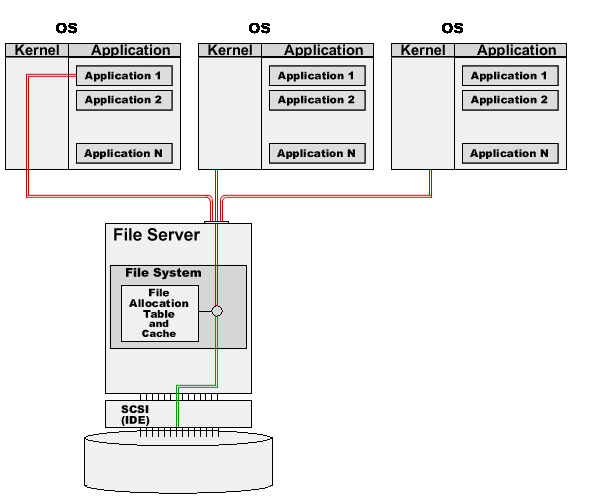 OS OS OS
Kernel Application Kernel Application Kernel Application
Application 1 Application 1 Application 1
Application 2 Application 2 Application 2
Application N Application N Application N
File Server
File System
File
Allocation
Table
and
Cache
SCSI
(IDE)